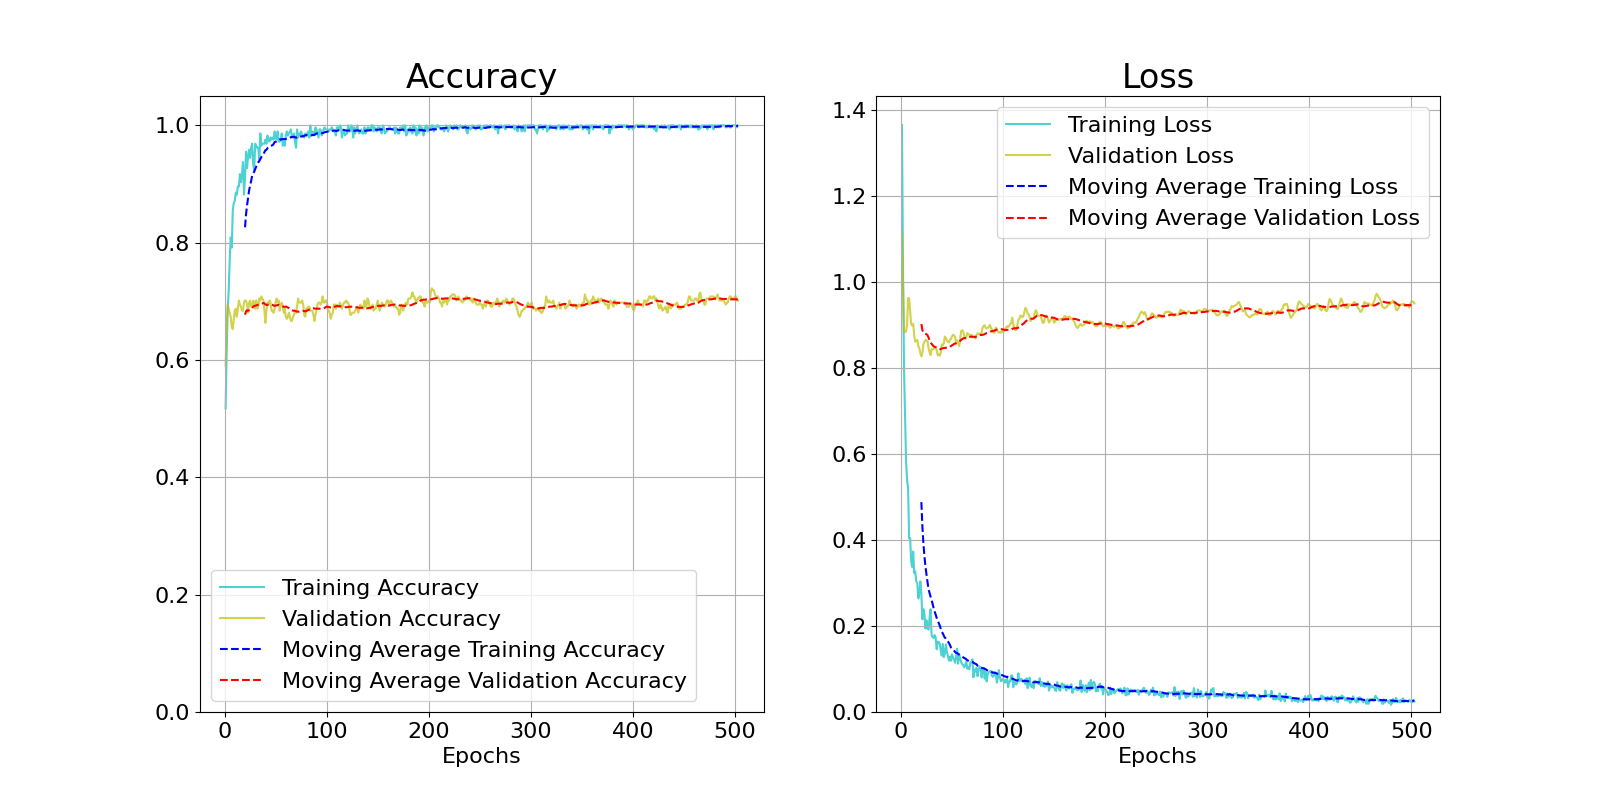 Accuracy
1.0
0.8
0.6
0.4
0.2
0.0
0 100 200 300 400 500
Epochs
Training Accuracy
Validation Accuracy
Moving Average Training Accuracy
Moving Average Validation Accuracy
Loss
1.4
1.2
1.0
0.8
0.6
0.4
0.2
0.0
0 100 200 300 400 500
Epochs
Training Loss
Validation Loss
Moving Average Training Loss
Moving Average Validation Loss